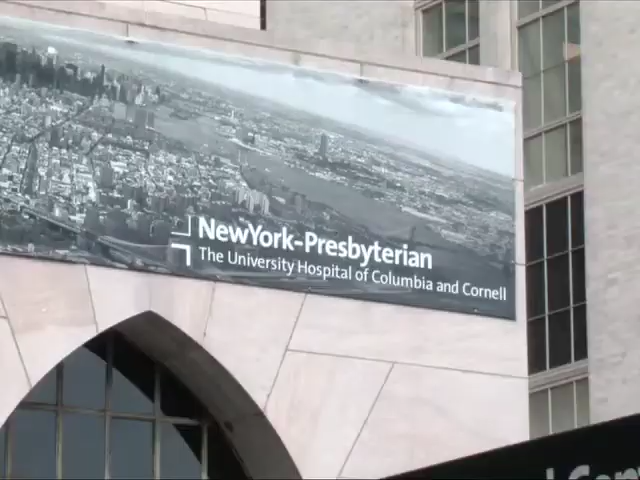 NewYork-Presbyterian
The University Hospital of Columbia and Cornell